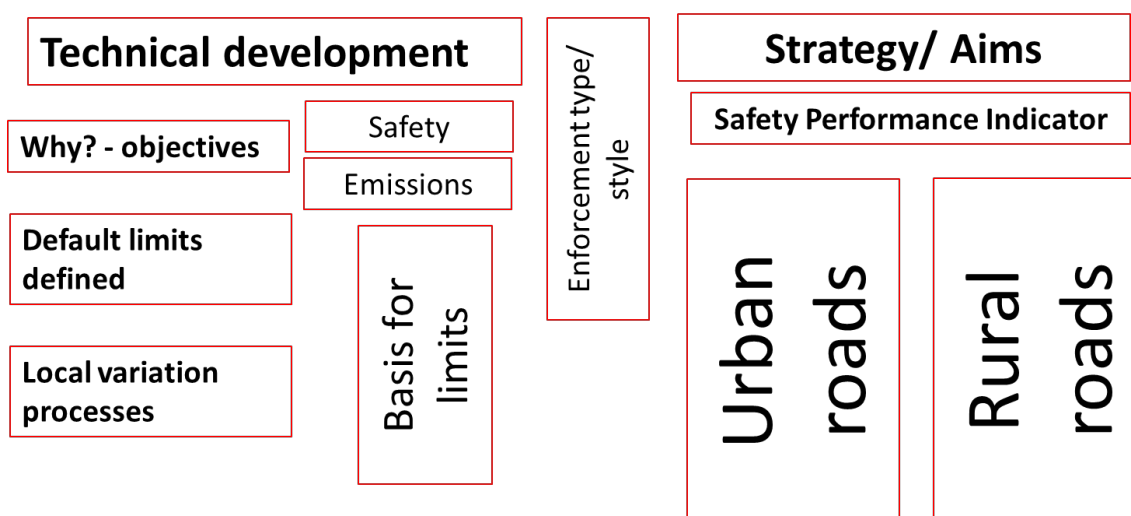 Technical development
Why? - objectives
Safety
Emissions
Default limits
defined
Local variation
processes
Basis for
limits
Enforcement type/
style
Strategy/ Aims
Safety Performance Indicator
Urban
roads
Rural
roads